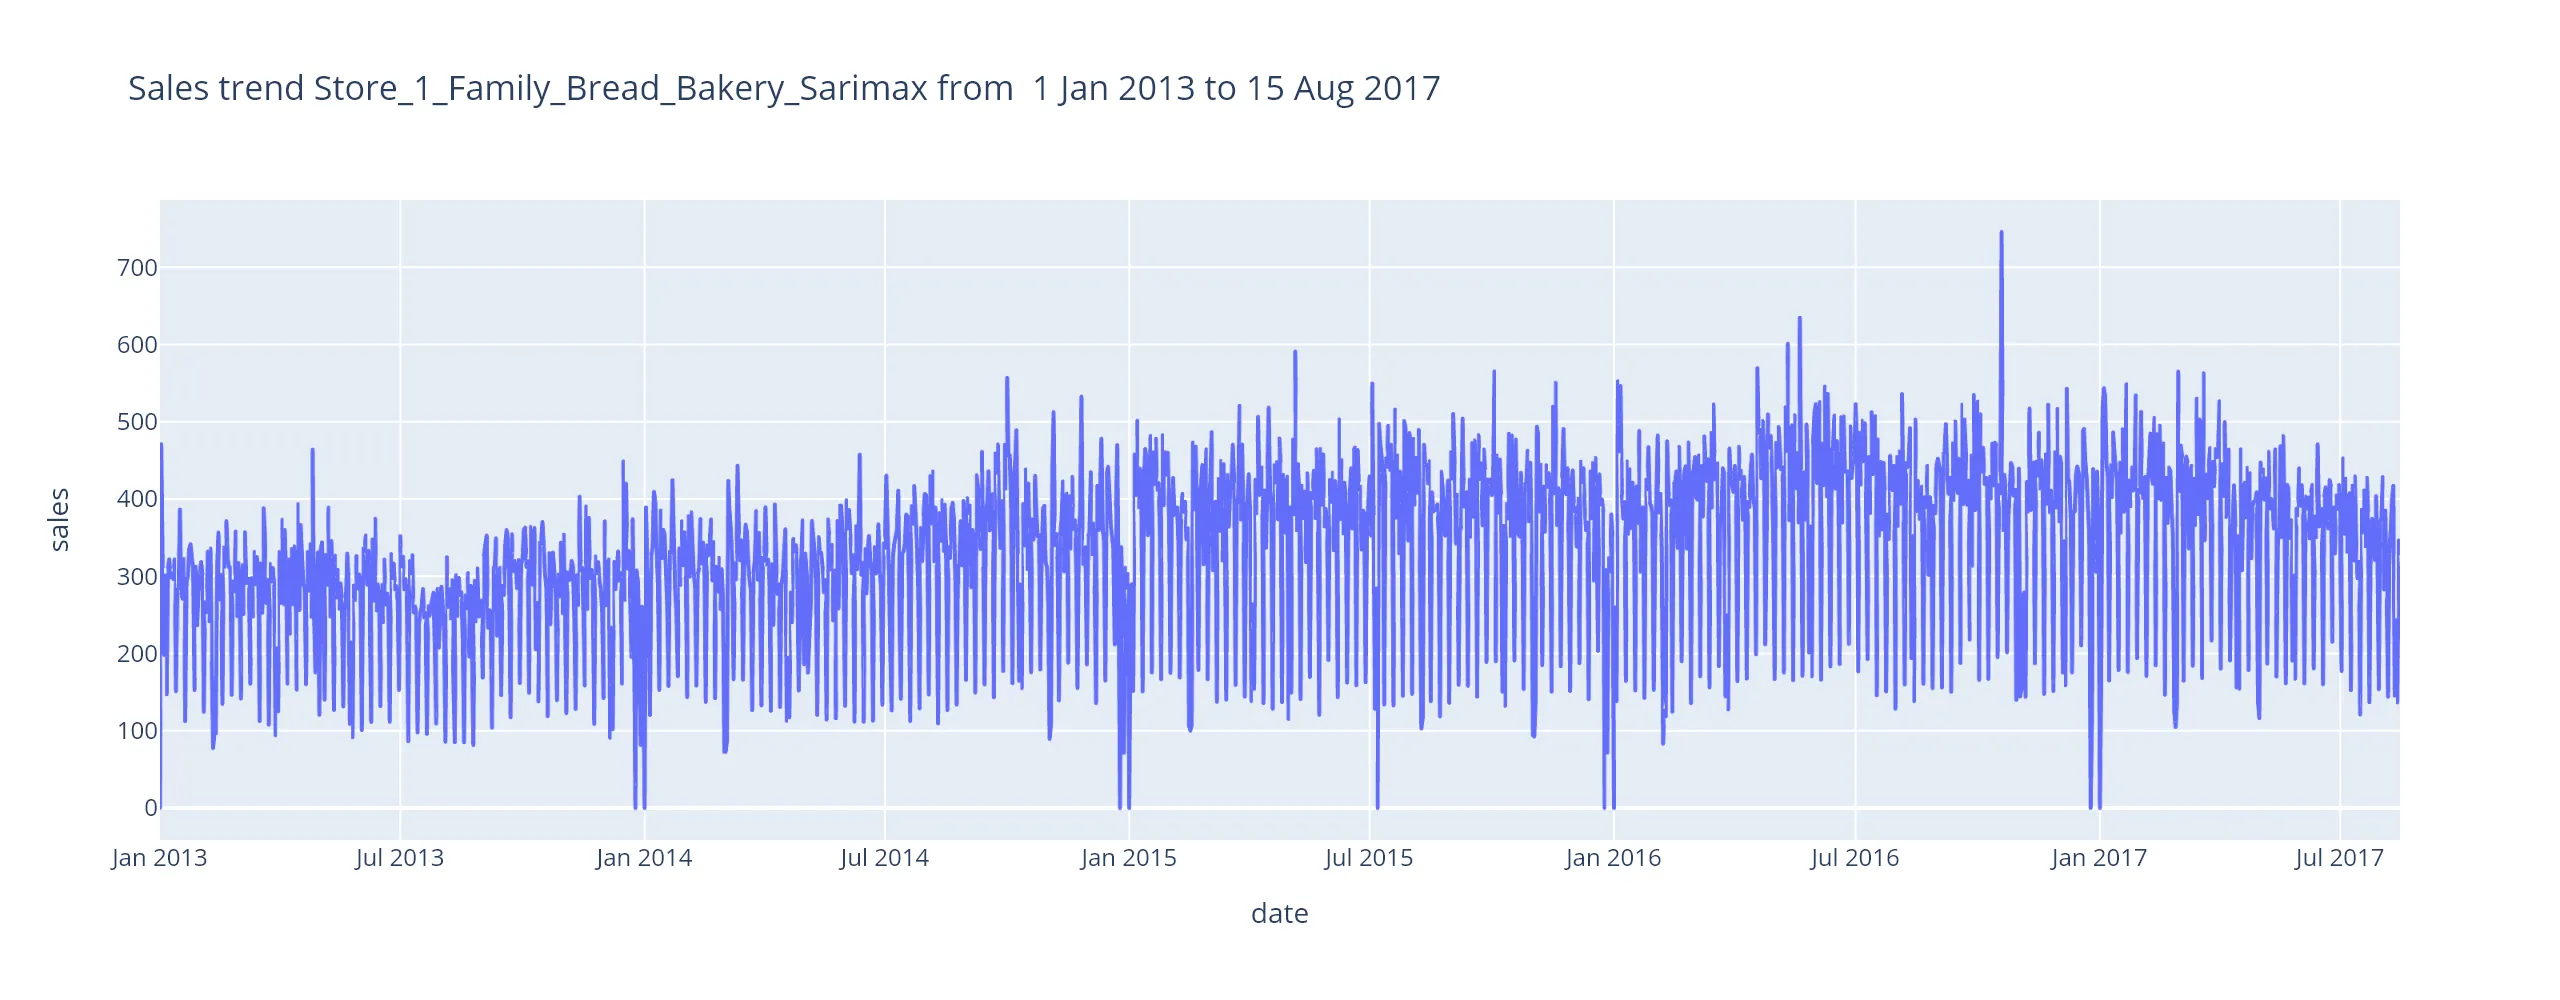 Sales trend Store_1_Family_Bread_Bakery_Sarimax from  1 Jan 2013 to 15 Aug 2017
700
600
500
400
300
200
100
0
sales
Jan 2013 Jul 2013 Jan 2014 Jul 2014 Jan 2015 Jul 2015 Jan 2016 Jul 2016 Jan 2017 Jul 2017
date